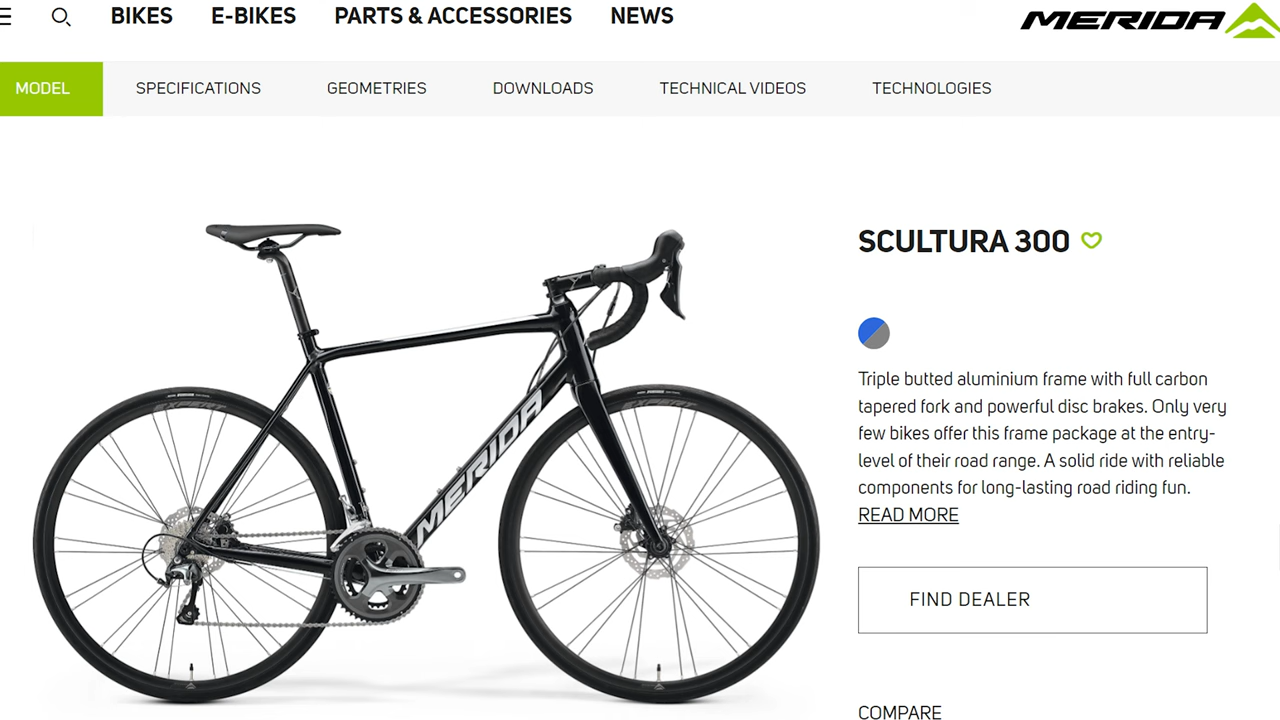 BIKES E-BIKES PARTS & ACCESSORIES NEWS MERIDA
MODEL SPECIFICATIONS GEOMETRIES DOWNLOADS TECHNICAL VIDEOS TECHNOLOGIES
SCULTURA 300
Triple butted aluminium frame with full carbon
tapered fork and powerful disc brakes. Only very
few bikes offer this frame package at the entry-
level of their road range. A solid ride with reliable
components for long-lasting road riding fun.
READ MORE
FIND DEALER
COMPARE
MERIDA
EXPERT
EXPERT